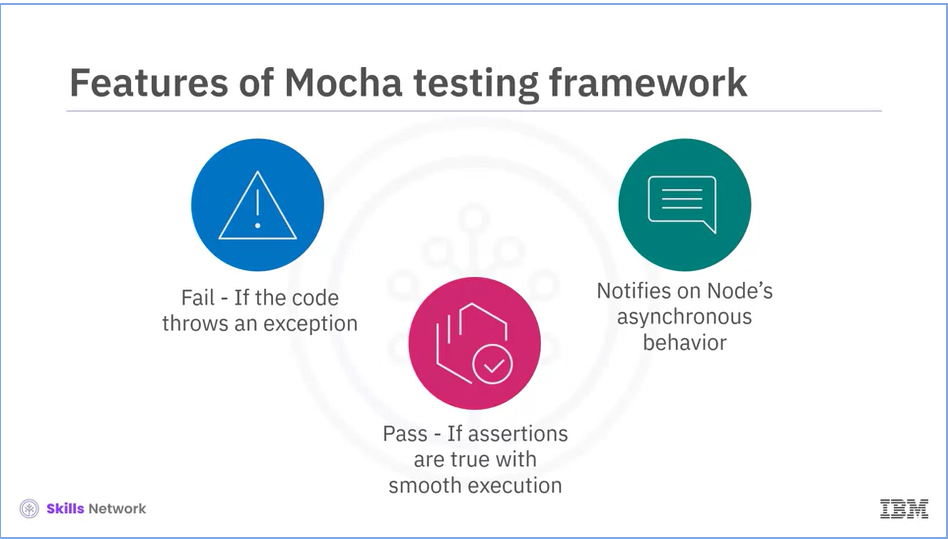 Features of Mocha testing framework
Fail - If the code
throws an exception
Pass - If assertions
are true with
smooth execution
Notifies on Node’s
asynchronous
behavior
Skills Network
IBM